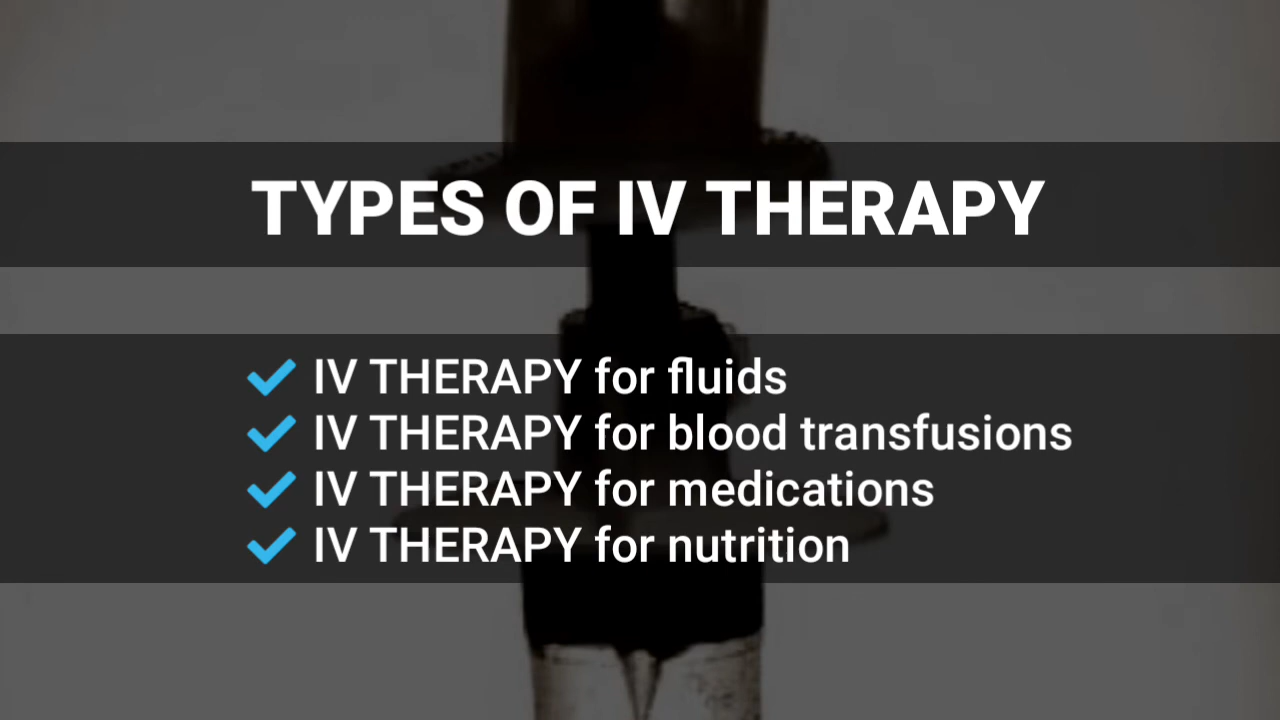 TYPES OF IV THERAPY
IV THERAPY for fluids
IV THERAPY for blood transfusions
IV THERAPY for medications
IV THERAPY for nutrition